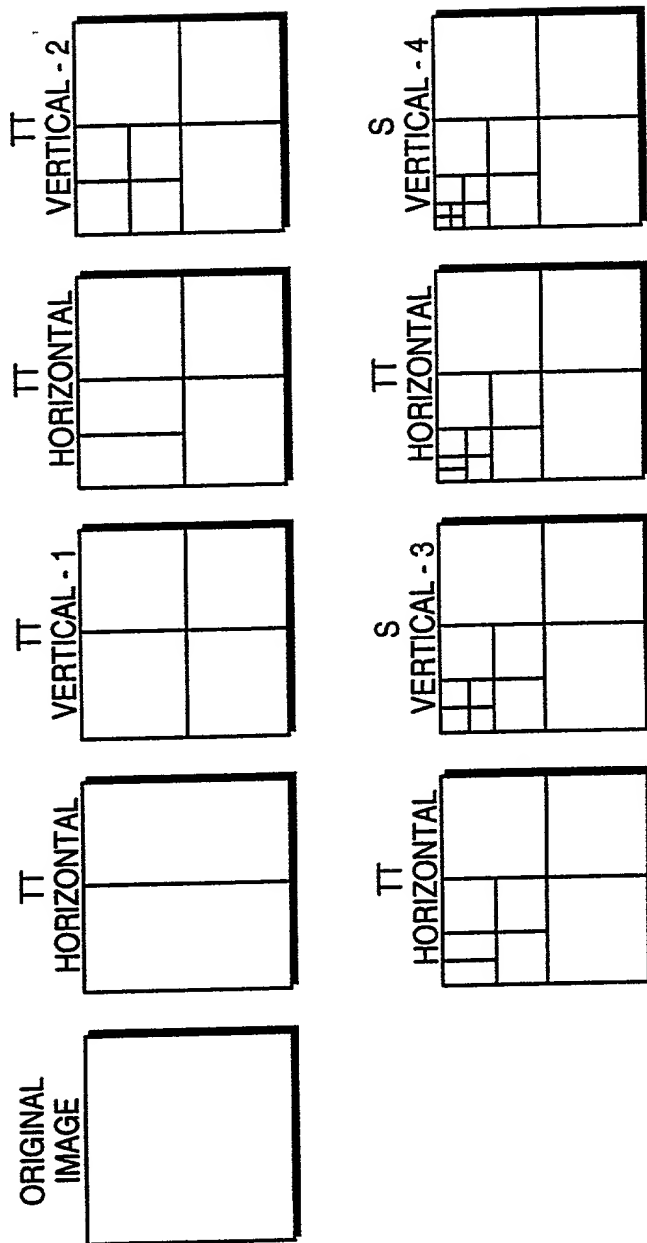 ORIGINAL
IMAGE
TT
HORIZONTAL
TT
VERTICAL - 1
TT
HORIZONTAL
TT
VERTICAL - 2
TT
HORIZONTAL
S
VERTICAL - 3
TT
HORIZONTAL
S
VERTICAL - 4